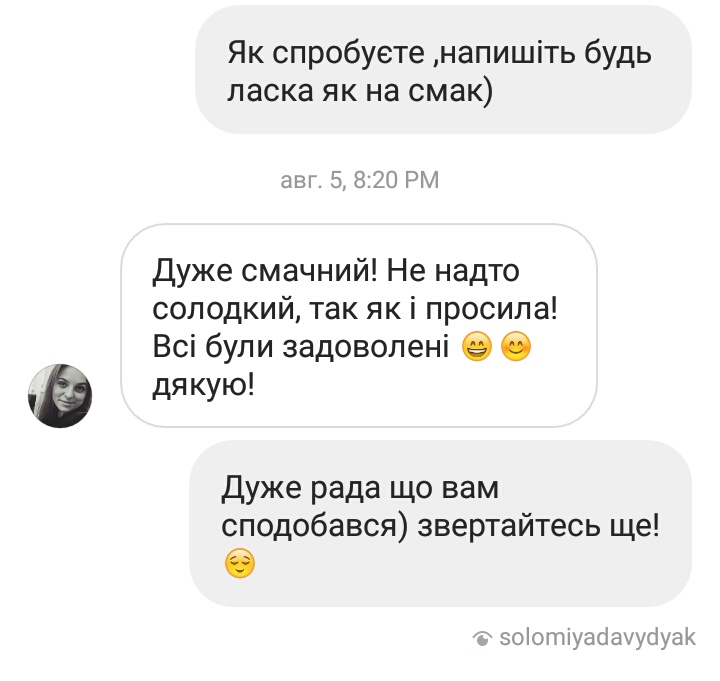 Як спробуєте ,напишіть будь
ласка як на смак)
авг. 5, 8:20 PM
Дуже смачний! Не надто
солодкий, так як і просила!
Всі були задоволені 😄 😊
дякую!
Дуже рада що вам
сподобався) звертайтесь ще!
😌
solomiyadavydyak